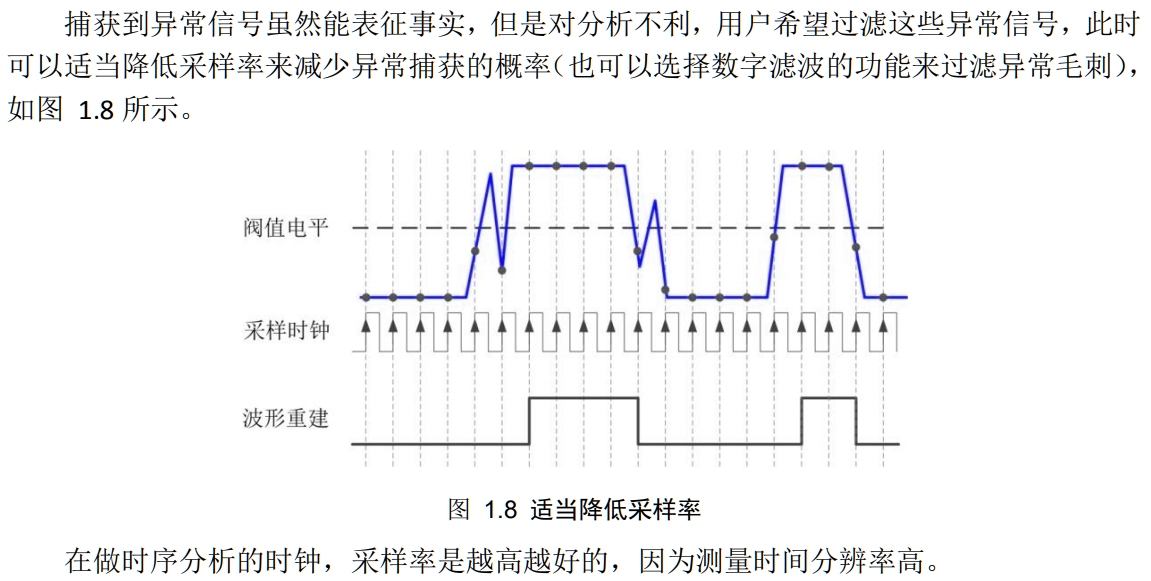 捕获到异常信号虽然能表征事实，但是对分析不利，用户希望过滤这些异常信号，此时
可以适当降低采样率来减少异常捕获的概率（也可以选择数字滤波的功能来过滤异常毛刺），
如图 1.8 所示。
阀值电平
采样时钟
波形重建
图 1.8 适当降低采样率
在做时序分析的时钟，采样率是越高越好的，因为测量时间分辨率高。